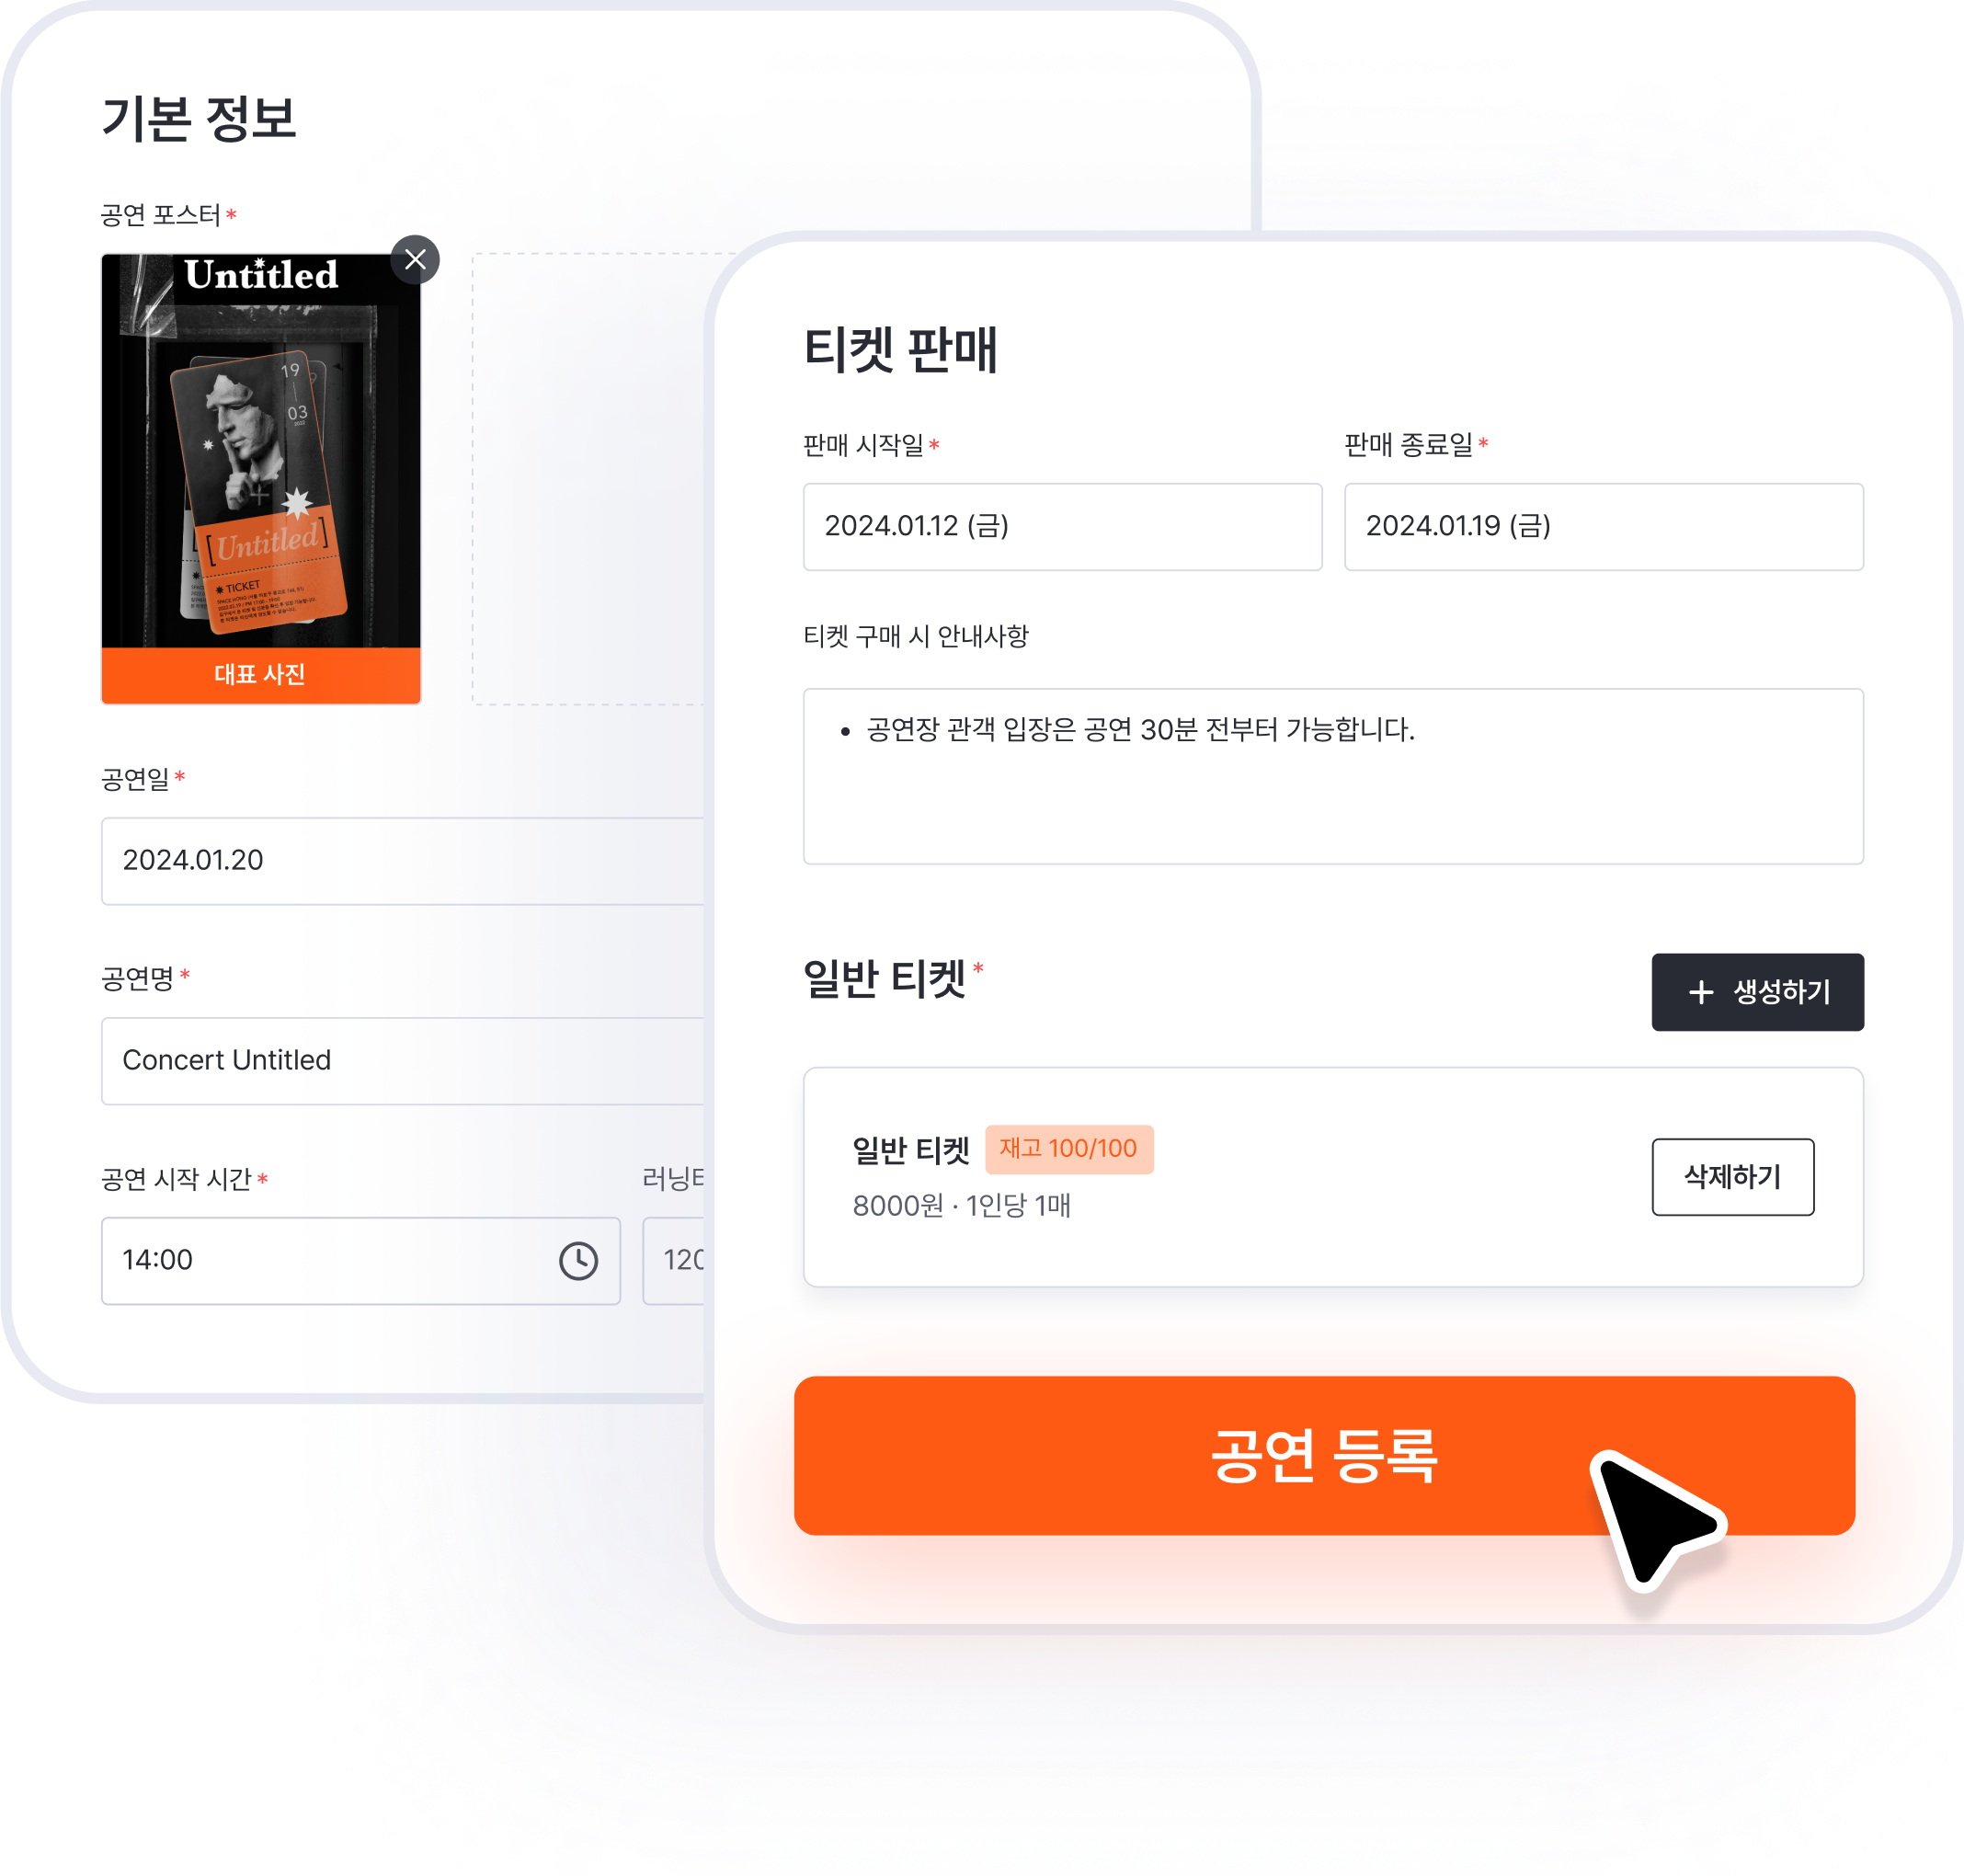 기본 정보
공연 포스터*
Untitled
19
03
2022
[Untitled]
TICKET
대표 사진
공연일*
2024.01.20
공연명*
Concert Untitled
공연 시작 시간*
14:00
러닝
120
티켓 판매
판매 시작일*
2024.01.12 (금)
판매 종료일*
2024.01.19 (금)
티켓 구매 시 안내사항
• 공연장 관객 입장은 공연 30분 전부터 가능합니다.
일반 티켓*
+ 생성하기
일반 티켓
재고 100/100
8000원 · 1인당 1매
삭제하기
공연 등록